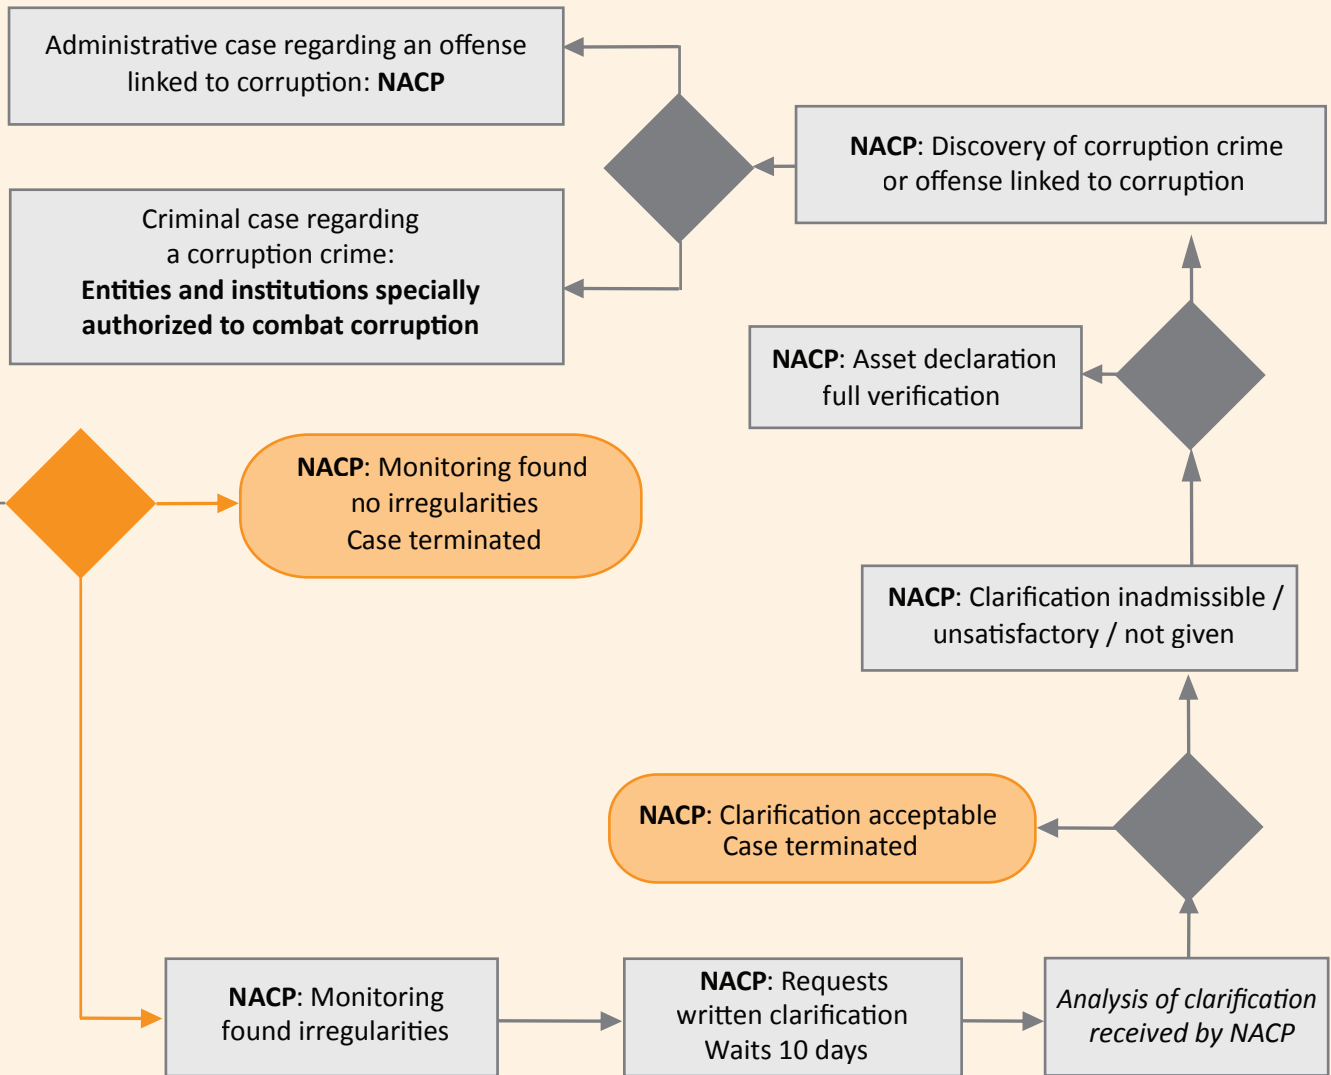 Administrative case regarding an offense
linked to corruption: NACP
NACP: Discovery of corruption crime
or offense linked to corruption
Criminal case regarding
a corruption crime:
Entities and institutions specially
authorized to combat corruption
NACP: Asset declaration
full verification
NACP: Monitoring found
no irregularities
Case terminated
NACP: Clarification inadmissible /
unsatisfactory / not given
NACP: Clarification acceptable
Case terminated
NACP: Monitoring
found irregularities
NACP: Requests
written clarification
Waits 10 days
Analysis of clarification
received by NACP